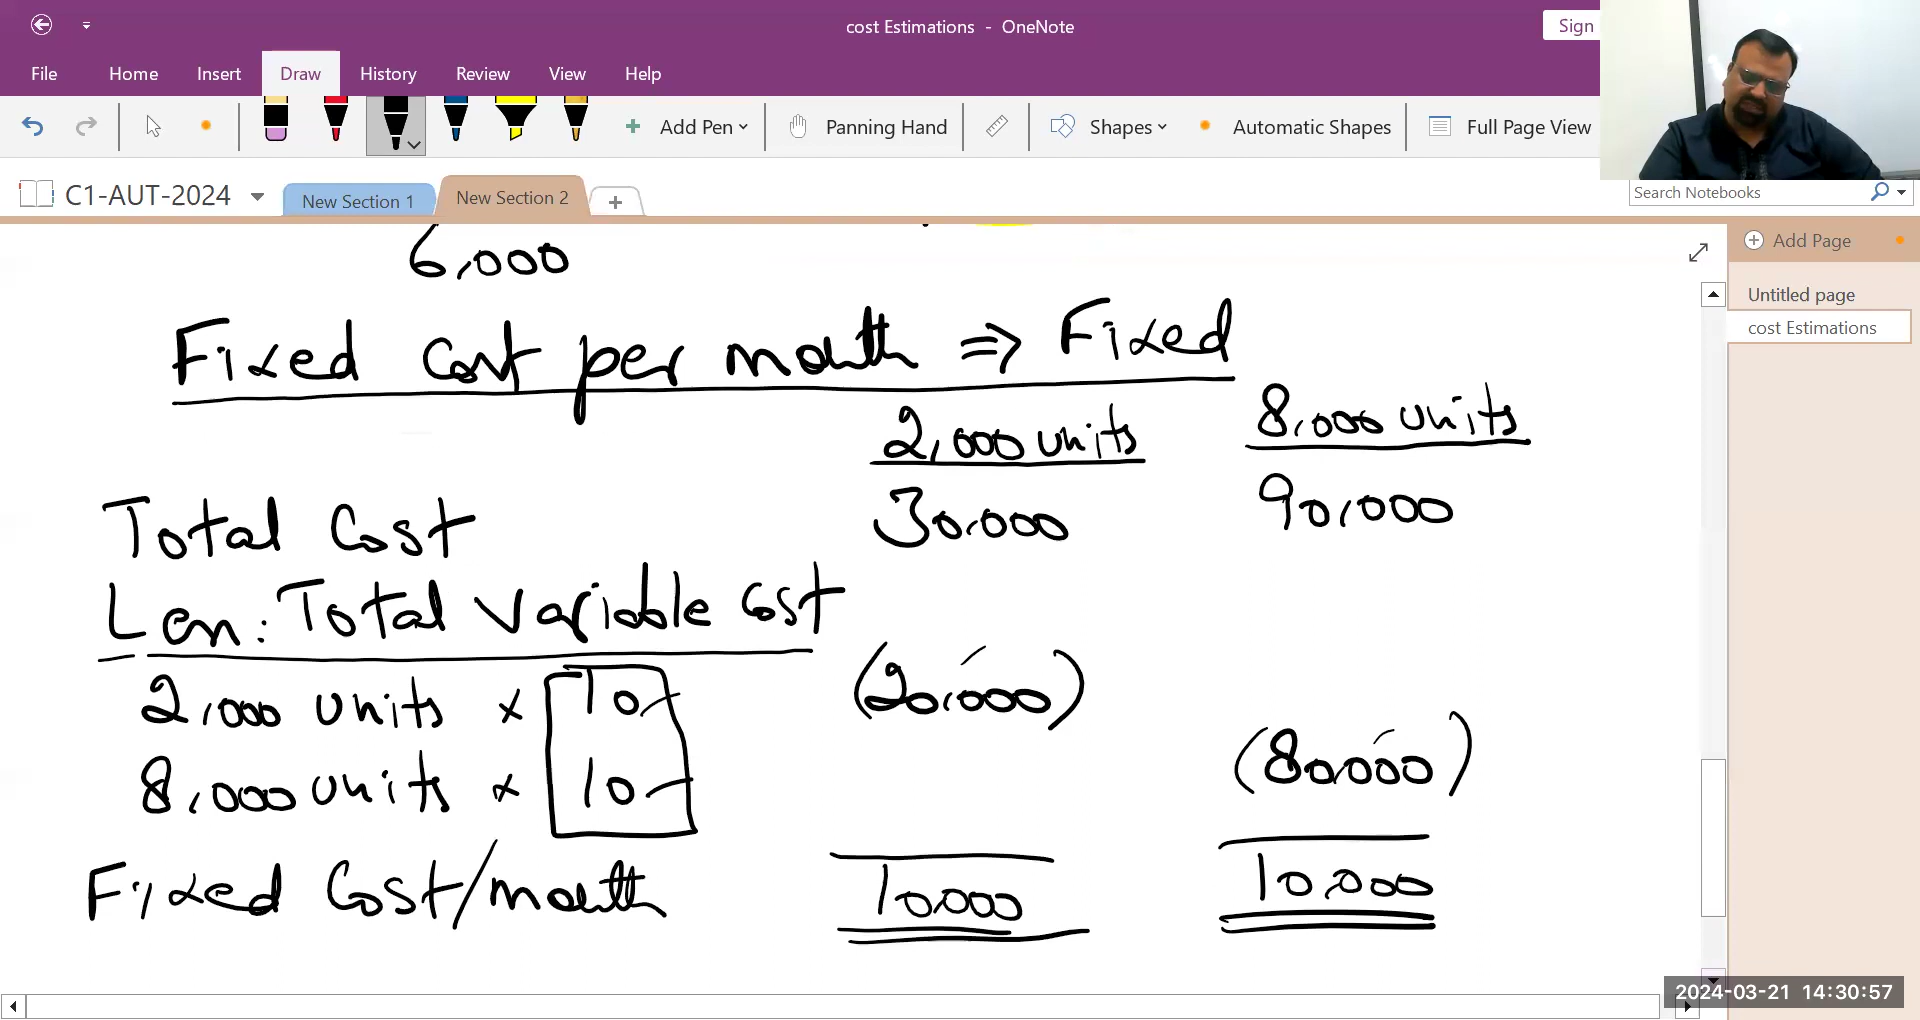 cost Estimations - OneNote
Sign
File Home Insert Draw History Review View Help
Add Pen Panning Hand Shapes Automatic Shapes Full Page View
C1-AUT-2024 New Section 1 New Section 2 +
Search Notebooks
Add Page
Untitled page
cost Estimations
6,000
Fixed Cost per month ⇒ Fixed
2,000 units 8,000 units
Total Cost 30,000 90,000
Less: Total variable Cost
2,000 units × 10 (20,000)
8,000 units × 10 (80,000)
Fixed Cost/month 10,000 10,000
2024-03-21 14:30:57